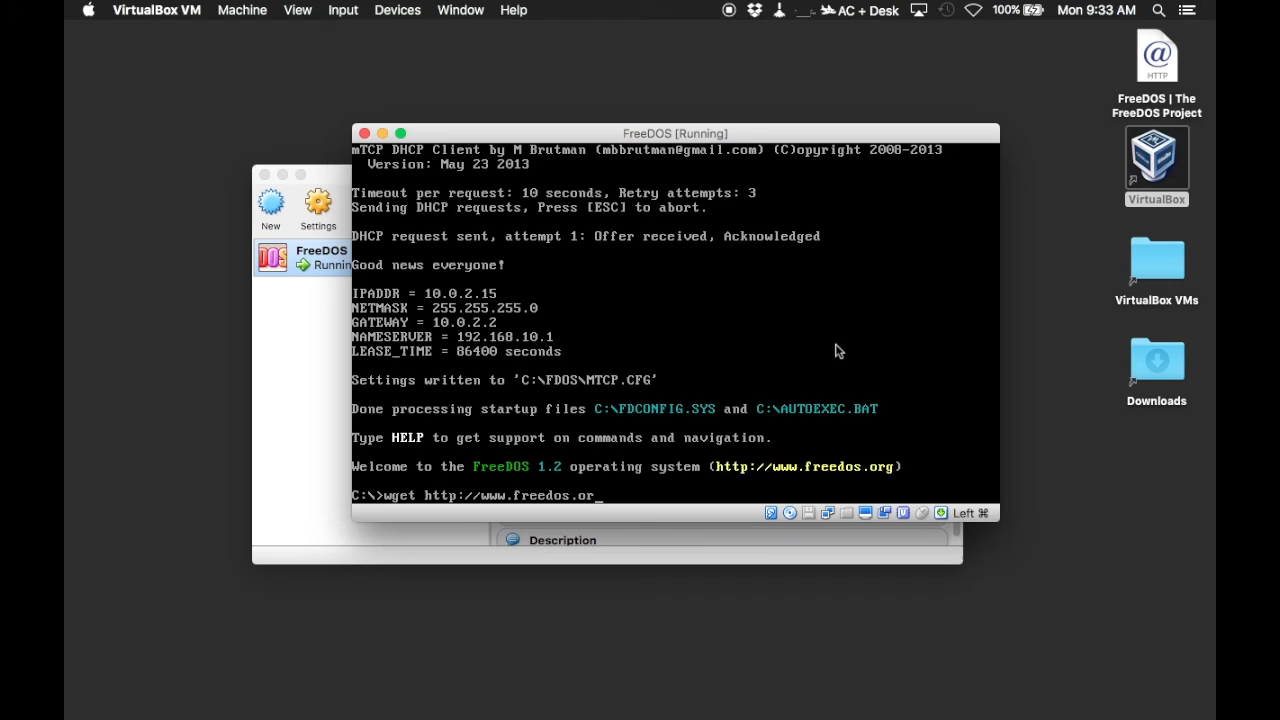 VirtualBox VM Machine View Input Devices Window Help AC + Desk 100% Mon 9:33 AM
@
HTTP
FreeDOS | The
FreeDOS Project
VirtualBox
VirtualBox VMs
Downloads
New Settings
DOS FreeDOS
Runnin
FreeDOS [Running]
mTCP DHCP Client by M Brutman (mbbrutman@gmail.com) (C)opyright 2008-2013
Version: May 23 2013
Timeout per request: 10 seconds, Retry attempts: 3
Sending DHCP requests, Press [ESC] to abort.
DHCP request sent, attempt 1: Offer received, Acknowledged
Good news everyone!
IPADDR = 10.0.2.15
NETMASK = 255.255.255.0
GATEWAY = 10.0.2.2
NAMESERVER = 192.168.10.1
LEASE_TIME = 86400 seconds
Settings written to 'C:\FDOS\MTCP.CFG'
Done processing startup files C:\FDCONFIG.SYS and C:\AUTOEXEC.BAT
Type HELP to get support on commands and navigation.
Welcome to the FreeDOS 1.2 operating system (http://www.freedos.org)
C:\>wget http://www.freedos.or_
Left ⌘
Description